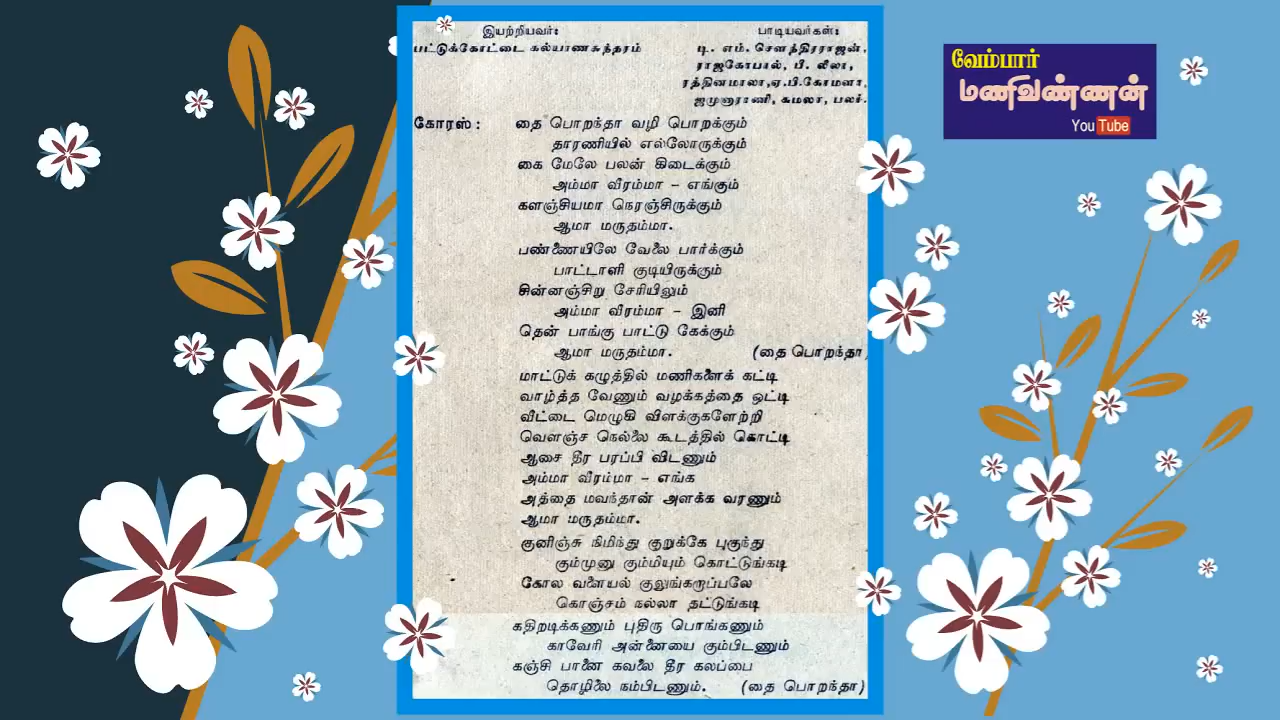 இயற்றியவர்:
பட்டுக்கோட்டை கல்யாணசுந்தரம்
பாடியவர்கள்:
டி. எம். சௌந்திரராஜன்,
ராஜகோபால், பி. லீலா,
ரத்தினமாலா,ஏ.பி.கோமளா,
ஜமுனாராணி, கமலா, பலர்.
கோரஸ்: தை பொறந்தா வழி பொறக்கும்
தாரணியில் எல்லோருக்கும்
கை மேலே பலன் கிடைக்கும்
அம்மா வீரம்மா - எங்கும்
களஞ்சியமா நெரஞ்சிருக்கும்
ஆமா மருதம்மா.
பண்ணையிலே வேலை பார்க்கும்
பாட்டாளி குடியிருக்கும்
சின்னஞ்சிறு சேரியிலும்
அம்மா வீரம்மா - இனி
தென் பாங்கு பாட்டு கேக்கும்
ஆமா மருதம்மா. (தை பொறந்தா)
மாட்டுக் கழுத்தில் மணிகளைக் கட்டி
வாழ்த்த வேணும் வழக்கத்தை ஒட்டி
வீட்டை மெழுகி விளக்குகளேற்றி
வெளஞ்ச நெல்லை கூடத்தில் கொட்டி
ஆசை தீர பரப்பி விடணும்
அம்மா வீரம்மா - எங்க
அத்தை மவந்தான் அளக்க வரணும்
ஆமா மருதம்மா.
குனிஞ்சு நிமிந்து குறுக்கே புகுந்து
கும்முனு கும்மியும் கொட்டுங்கடி
கோல வளையல் குலுங்கறாப்பலே
கொஞ்சம் நல்லா தட்டுங்கடி
கதிறடிக்கணும் புதிரு பொங்கணும்
காவேரி அன்னையை கும்பிடணும்
கஞ்சி பானை கவலை தீர கலப்பை
தொழிலை நம்பிடணும். (தை பொறந்தா)
வேம்பார்
மணிவண்ணன்
YouTube